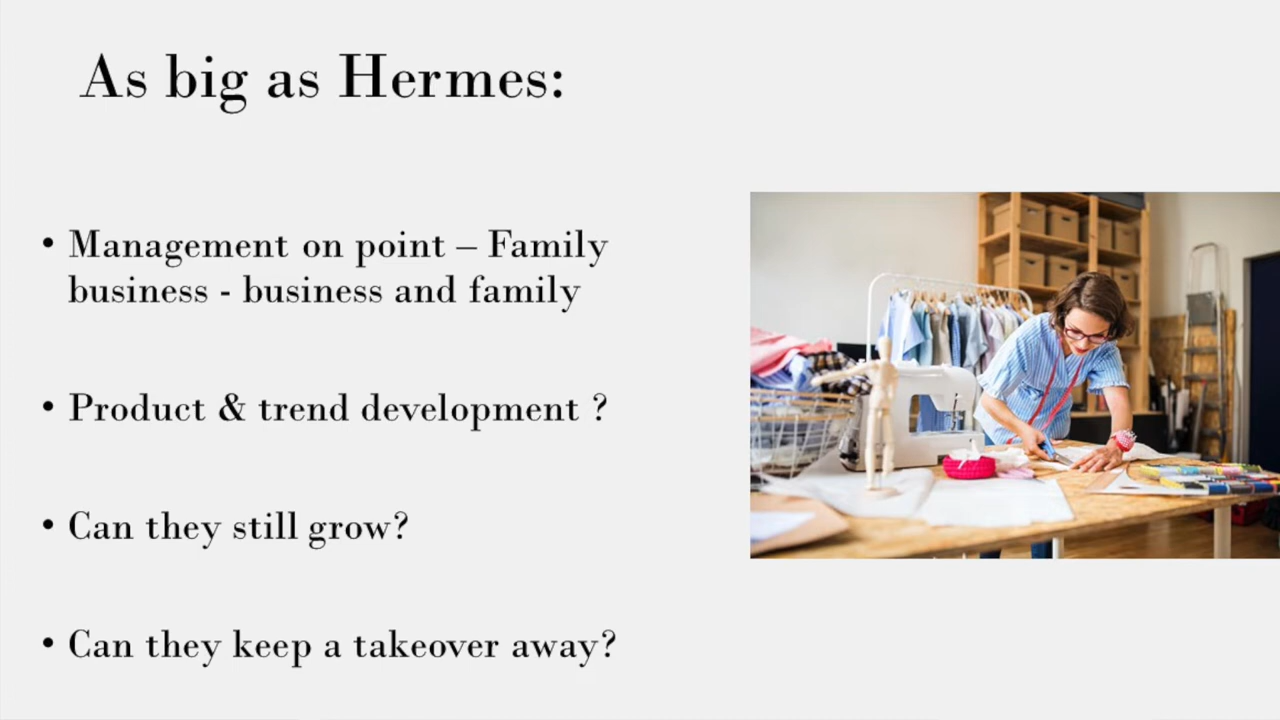 As big as Hermes:
• Management on point – Family
business - business and family
• Product & trend development ?
• Can they still grow?
• Can they keep a takeover away?